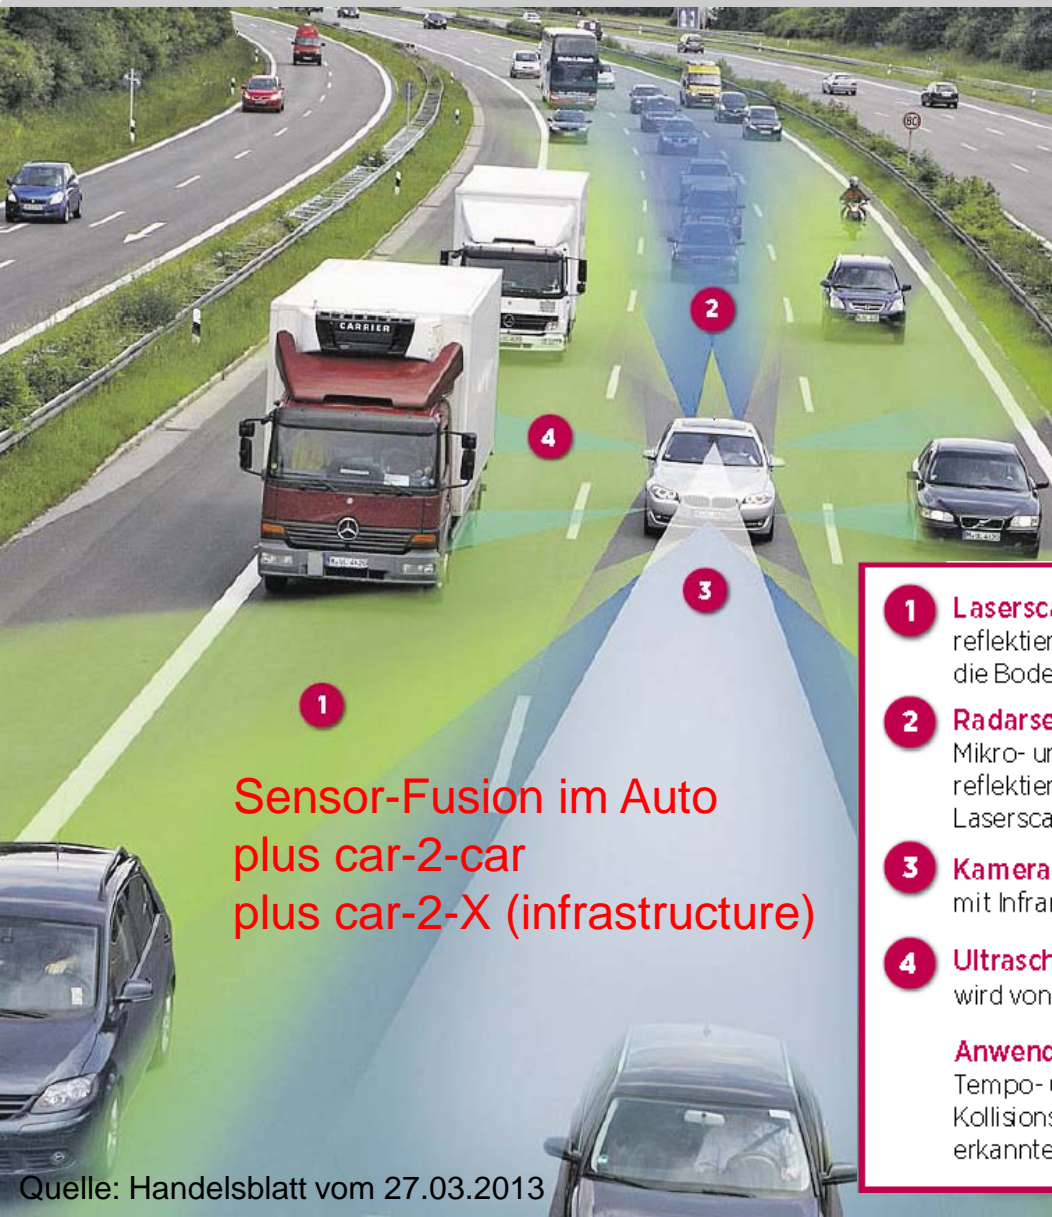 CARRIER
80
2
4
3
1
Sensor-Fusion im Auto
plus car-2-car
plus car-2-X (infrastructure)
1 Lasersca
reflektier
die Bode
2 Radarse
Mikro- ur
reflektier
Lasersca
3 Kamera
mit Infrar
4 Ultrasch
wird von
Anwend
Tempo-
Kollisions
erkannte
Quelle: Handelsblatt vom 27.03.2013